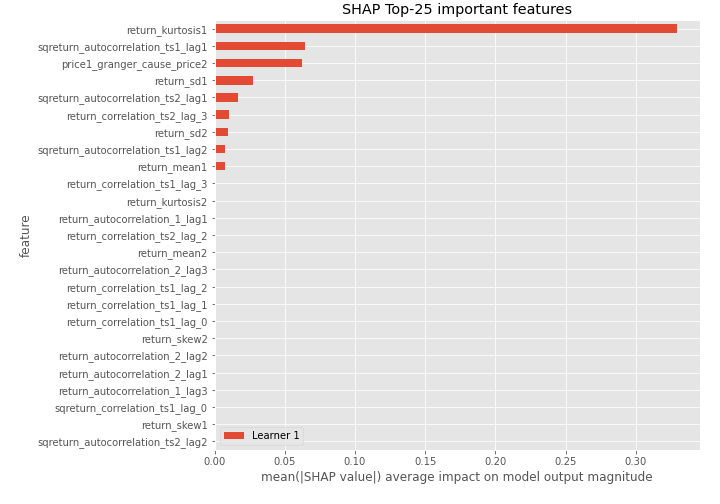 SHAP Top-25 important features
return_kurtosis1
sqreturn_autocorrelation_ts1_lag1
price1_granger_cause_price2
return_sd1
sqreturn_autocorrelation_ts2_lag1
return_correlation_ts2_lag_3
return_sd2
sqreturn_autocorrelation_ts1_lag2
return_mean1
return_correlation_ts1_lag_3
return_kurtosis2
return_autocorrelation_1_lag1
return_correlation_ts2_lag_2
return_mean2
return_autocorrelation_2_lag3
return_correlation_ts1_lag_2
return_correlation_ts1_lag_1
return_correlation_ts1_lag_0
return_skew2
return_autocorrelation_2_lag2
return_autocorrelation_2_lag1
return_autocorrelation_1_lag3
sqreturn_correlation_ts1_lag_0
return_skew1
sqreturn_autocorrelation_ts2_lag2
feature
Learner 1
0.00 0.05 0.10 0.15 0.20 0.25 0.30
mean(|SHAP value|) average impact on model output magnitude